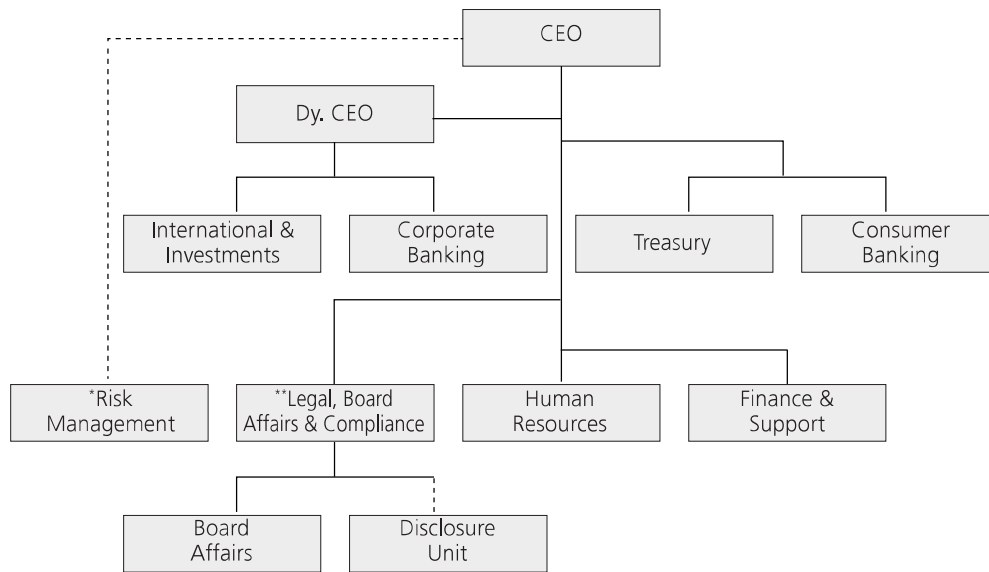 CEO
Dy. CEO
International &
Investments
Corporate
Banking
Treasury
Consumer
Banking
*Risk
Management
**Legal, Board
Affairs & Compliance
Human
Resources
Finance &
Support
Board
Affairs
Disclosure
Unit